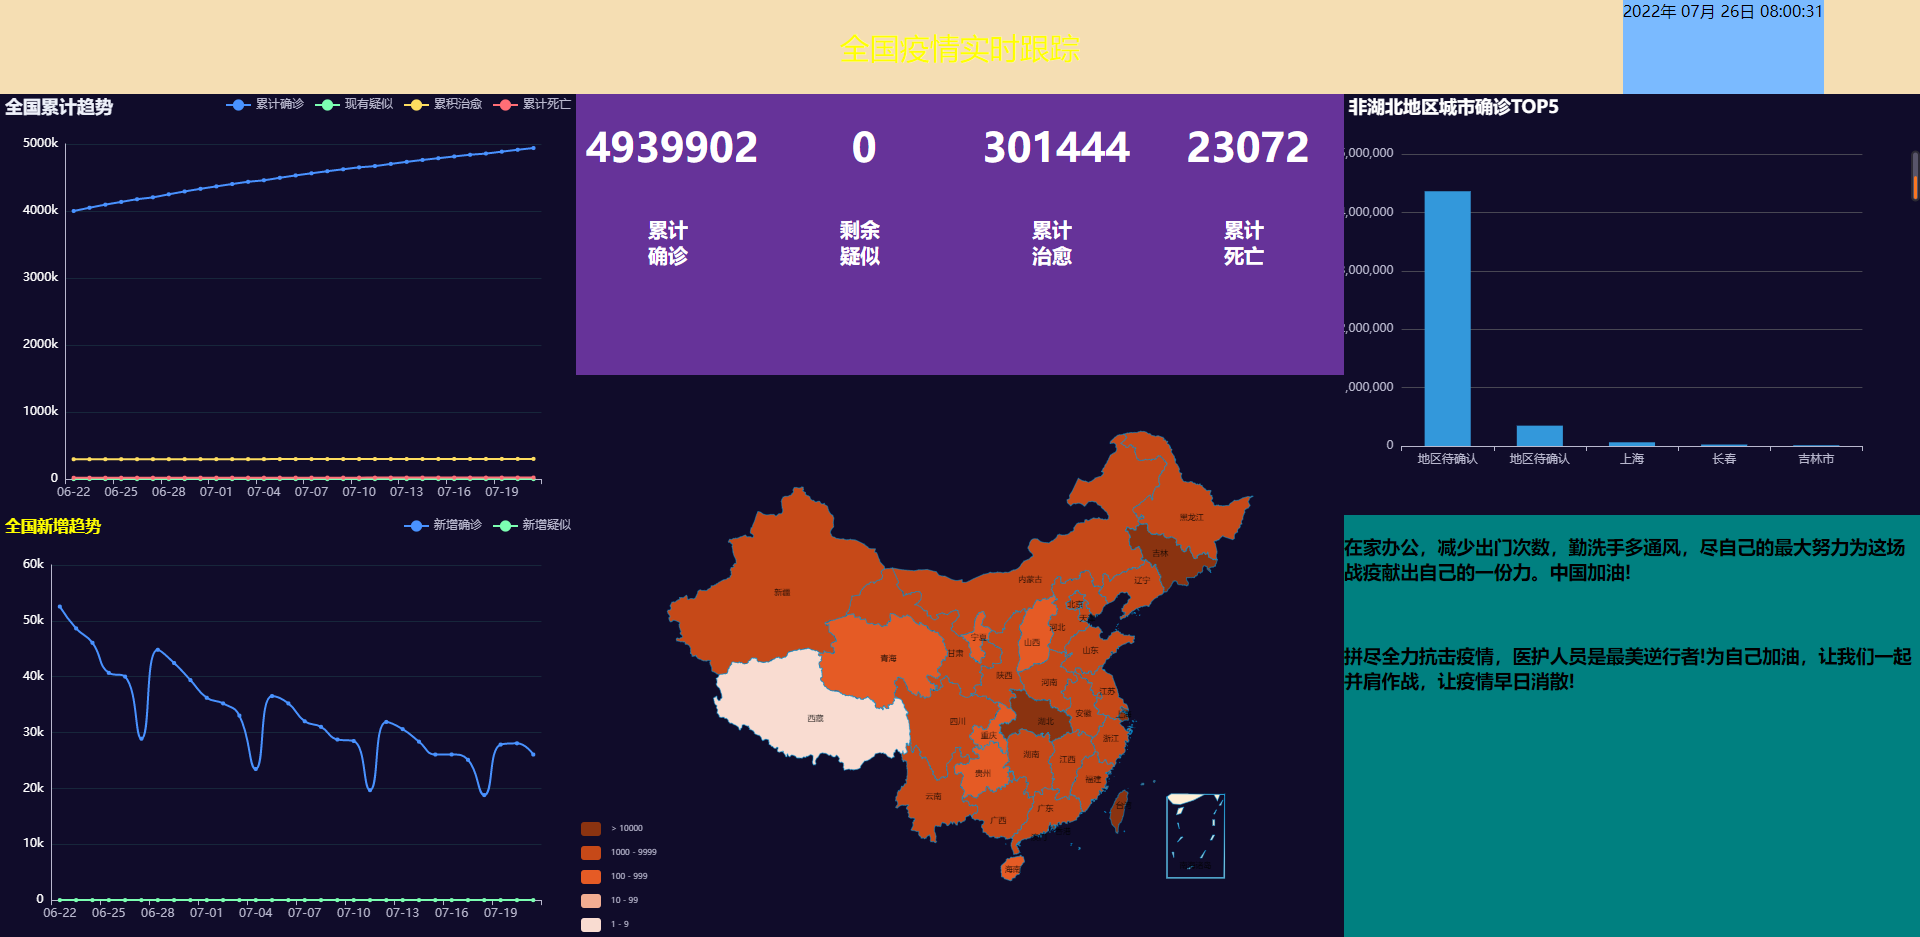 全国疫情实时跟踪
2022年 07月 26日 08:00:31
全国累计趋势
累计确诊
现有疑似
累积治愈
累计死亡
5000k
4000k
3000k
2000k
1000k
0
06-22 06-25 06-28 07-01 07-04 07-07 07-10 07-13 07-16 07-19
全国新增趋势
新增确诊
新增疑似
60k
50k
40k
30k
20k
10k
0
06-22 06-25 06-28 07-01 07-04 07-07 07-10 07-13 07-16 07-19
4939902 0 301444 23072
累计 剩余 累计 累计
确诊 疑似 治愈 死亡
黑龙江
吉林
辽宁
内蒙古
新疆
北京
河北
宁夏
山西
山东
甘肃
青海
陕西
河南
江苏
西藏
四川
湖北
安徽
重庆
浙江
湖南
江西
贵州
福建
云南
广东
广西
海南
> 10000
1000 - 9999
100 - 999
10 - 99
1 - 9
非湖北地区城市确诊TOP5
,000,000
,000,000
,000,000
,000,000
,000,000
0
地区待确认 地区待确认 上海 长春 吉林市
在家办公，减少出门次数，勤洗手多通风，尽自己的最大努力为这场
战疫献出自己的一份力。中国加油!
拼尽全力抗击疫情，医护人员是最美逆行者!为自己加油，让我们一起
并肩作战，让疫情早日消散!